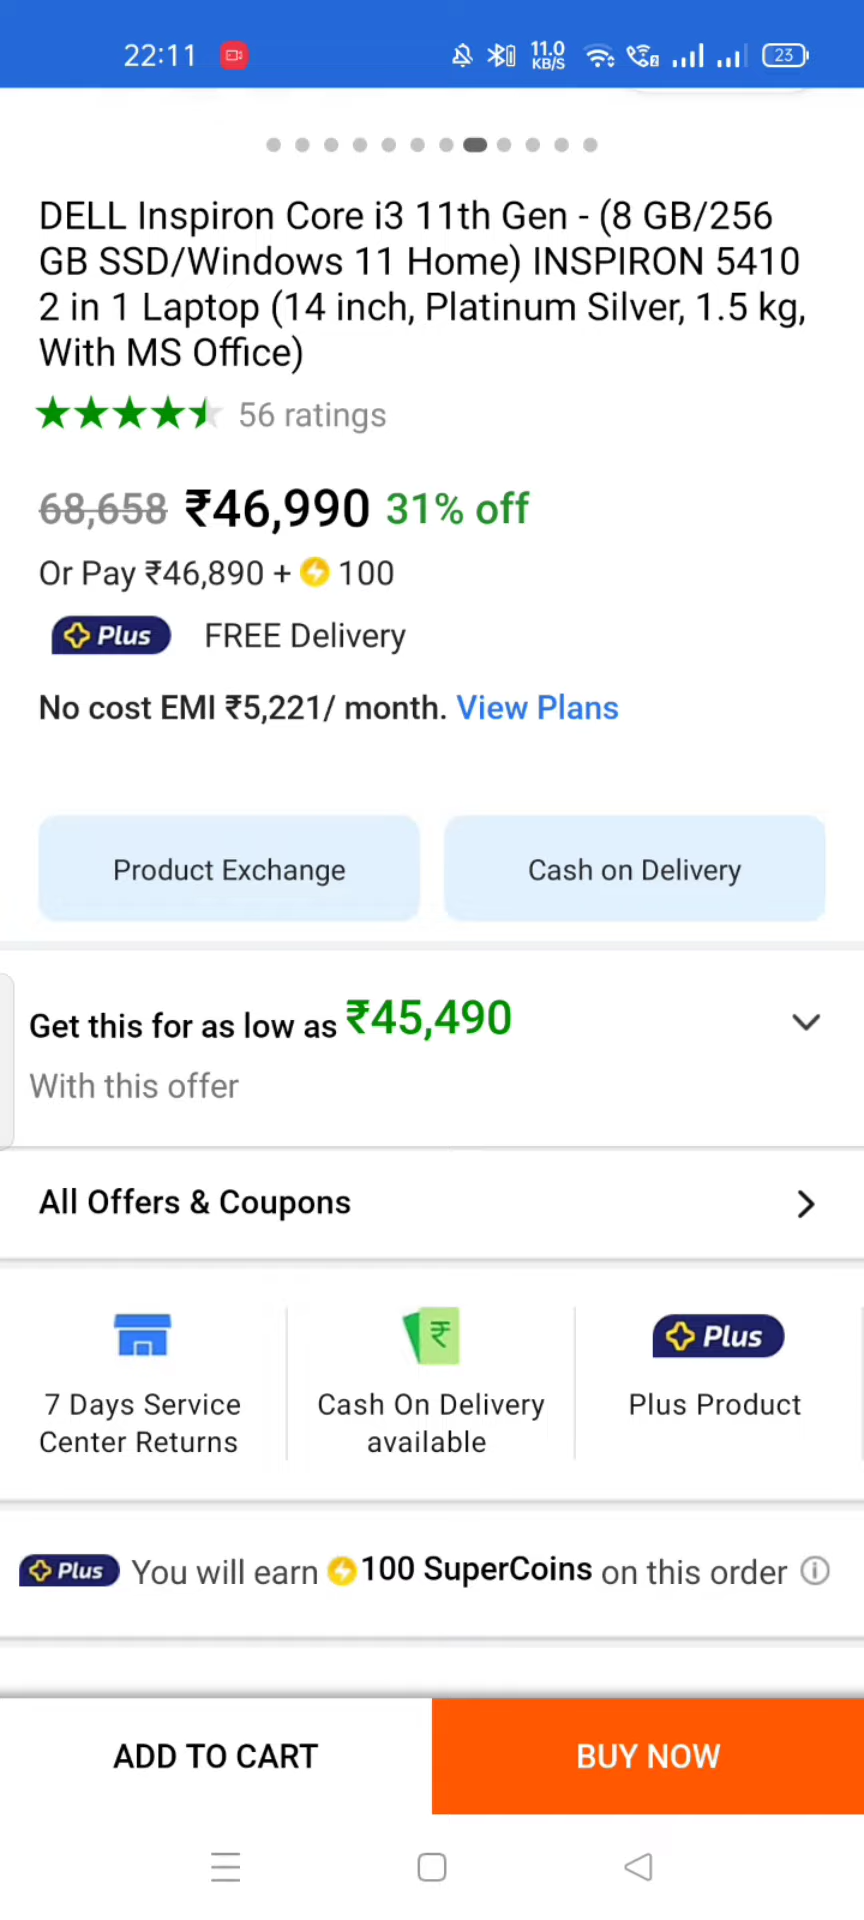 22:11
11.0
KB/S
23
DELL Inspiron Core i3 11th Gen - (8 GB/256
GB SSD/Windows 11 Home) INSPIRON 5410
2 in 1 Laptop (14 inch, Platinum Silver, 1.5 kg,
With MS Office)
56 ratings
68,658 ₹46,990 31% off
Or Pay ₹46,890 + 100
Plus FREE Delivery
No cost EMI ₹5,221/ month. View Plans
Product Exchange Cash on Delivery
Get this for as low as ₹45,490
With this offer
All Offers & Coupons
₹ Plus
7 Days Service Cash On Delivery Plus Product
Center Returns available
Plus You will earn 100 SuperCoins on this order
ADD TO CART BUY NOW